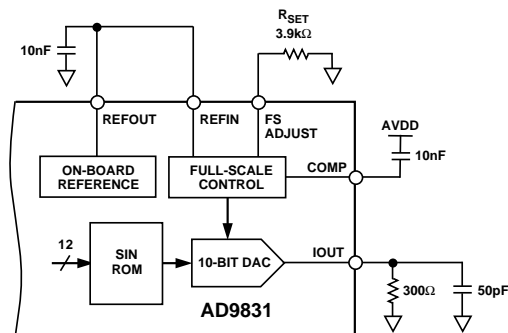 R_SET
3.9kΩ
10nF
REFOUT
REFIN
FS
ADJUST
AVDD
10nF
ON-BOARD
REFERENCE
FULL-SCALE
CONTROL
COMP
12
SIN
ROM
10-BIT DAC
IOUT
AD9831
300Ω
50pF